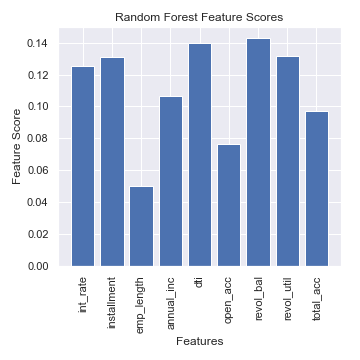 Random Forest Feature Scores
Feature Score
0.14
0.12
0.10
0.08
0.06
0.04
0.02
0.00
int_rate
installment
emp_length
annual_inc
dti
open_acc
revol_bal
revol_util
total_acc
Features